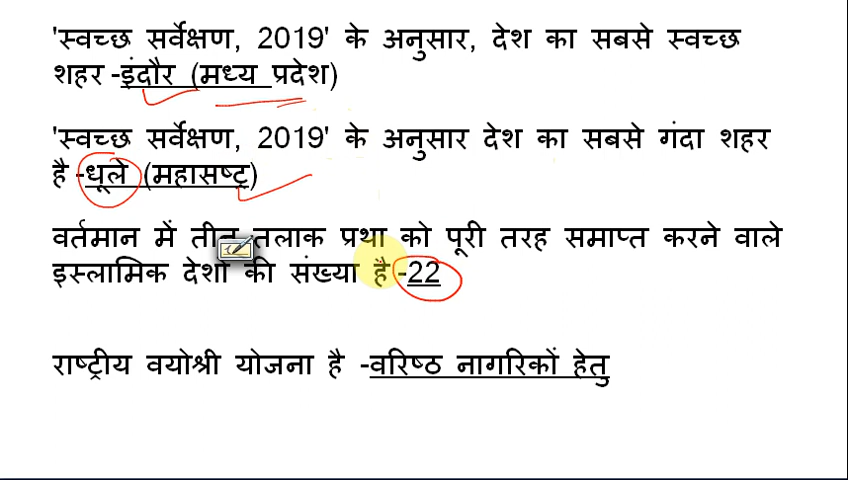 'स्वच्छ सर्वेक्षण, 2019' के अनुसार, देश का सबसे स्वच्छ
शहर -इंदौर (मध्य प्रदेश)
'स्वच्छ सर्वेक्षण, 2019' के अनुसार देश का सबसे गंदा शहर
है -धूले (महासष्ट्र)
वर्तमान में तीन तलाक प्रथा को पूरी तरह समाप्त करने वाले
इस्लामिक देशों की संख्या है -22
राष्ट्रीय वयोश्री योजना है -वरिष्ठ नागरिकों हेतु